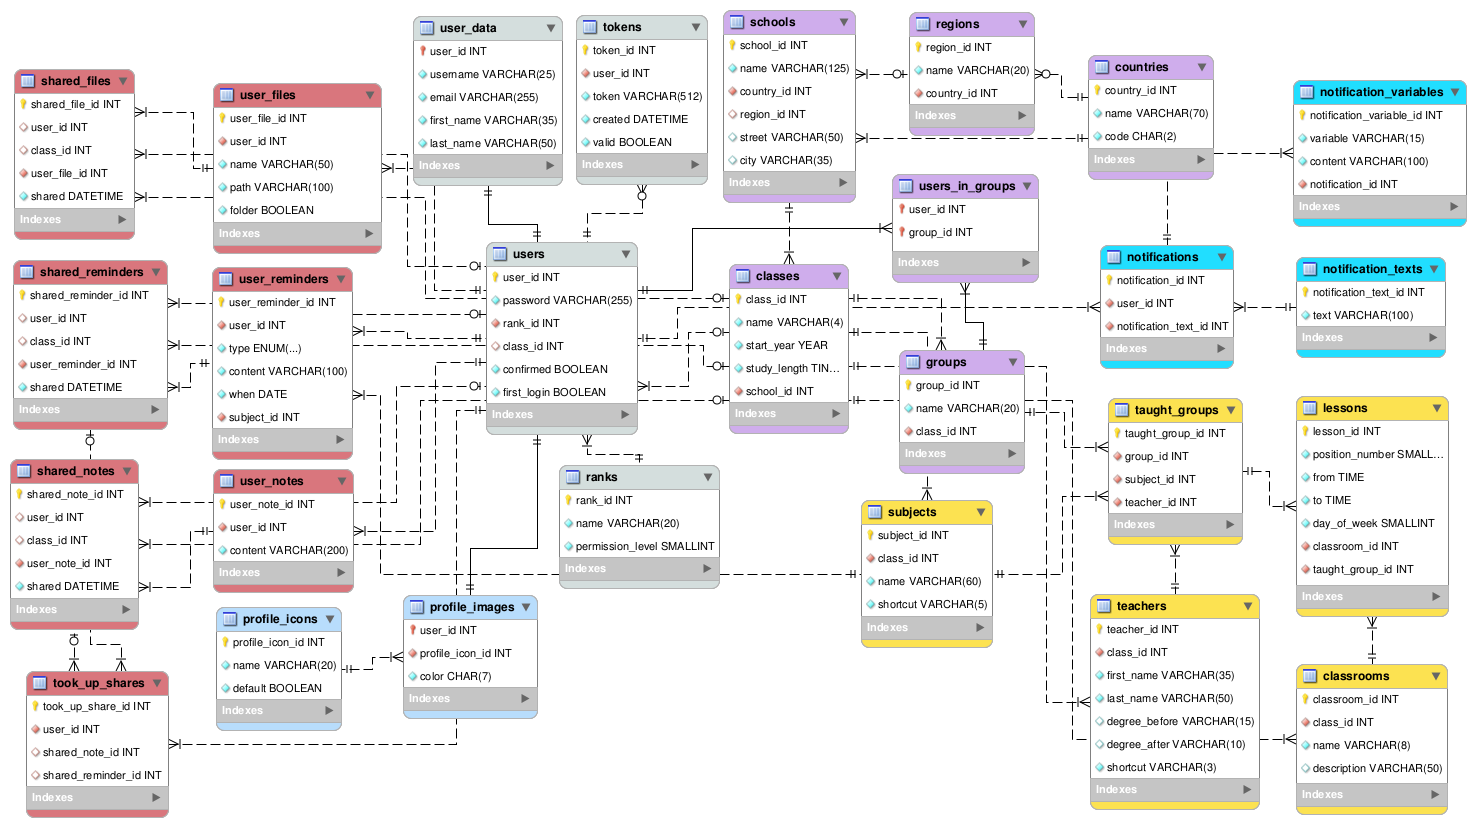 shared_files
shared_file_id INT
user_id INT
class_id INT
user_file_id INT
shared DATETIME
Indexes
user_files
user_file_id INT
user_id INT
name VARCHAR(50)
path VARCHAR(100)
folder BOOLEAN
Indexes
user_data
user_id INT
username VARCHAR(25)
email VARCHAR(255)
first_name VARCHAR(35)
last_name VARCHAR(50)
Indexes
tokens
token_id INT
user_id INT
token VARCHAR(512)
created DATETIME
valid BOOLEAN
Indexes
schools
school_id INT
name VARCHAR(125)
country_id INT
region_id INT
street VARCHAR(50)
city VARCHAR(35)
Indexes
regions
region_id INT
name VARCHAR(20)
country_id INT
Indexes
countries
country_id INT
name VARCHAR(70)
code CHAR(2)
Indexes
notification_variables
notification_variable_id INT
variable VARCHAR(15)
content VARCHAR(100)
notification_id INT
Indexes
users_in_groups
user_id INT
group_id INT
Indexes
shared_reminders
shared_reminder_id INT
user_id INT
class_id INT
user_reminder_id INT
shared DATETIME
Indexes
user_reminders
user_reminder_id INT
user_id INT
type ENUM(...)
content VARCHAR(100)
when DATE
subject_id INT
Indexes
users
user_id INT
password VARCHAR(255)
rank_id INT
class_id INT
confirmed BOOLEAN
first_login BOOLEAN
Indexes
classes
class_id INT
name VARCHAR(4)
start_year YEAR
study_length TIN...
school_id INT
Indexes
notifications
notification_id INT
user_id INT
notification_text_id INT
Indexes
notification_texts
notification_text_id INT
text VARCHAR(100)
Indexes
groups
group_id INT
name VARCHAR(20)
class_id INT
Indexes
taught_groups
taught_group_id INT
group_id INT
subject_id INT
teacher_id INT
Indexes
lessons
lesson_id INT
position_number SMALL...
from TIME
to TIME
day_of_week SMALLINT
classroom_id INT
taught_group_id INT
Indexes
shared_notes
shared_note_id INT
user_id INT
class_id INT
user_note_id INT
shared DATETIME
Indexes
user_notes
user_note_id INT
user_id INT
content VARCHAR(200)
Indexes
ranks
rank_id INT
name VARCHAR(20)
permission_level SMALLINT
Indexes
subjects
subject_id INT
class_id INT
name VARCHAR(60)
shortcut VARCHAR(5)
Indexes
profile_icons
profile_icon_id INT
name VARCHAR(20)
default BOOLEAN
Indexes
profile_images
user_id INT
profile_icon_id INT
color CHAR(7)
Indexes
teachers
teacher_id INT
class_id INT
first_name VARCHAR(35)
last_name VARCHAR(50)
degree_before VARCHAR(15)
degree_after VARCHAR(10)
shortcut VARCHAR(3)
Indexes
classrooms
classroom_id INT
class_id INT
name VARCHAR(8)
description VARCHAR(50)
Indexes
took_up_shares
took_up_share_id INT
user_id INT
shared_note_id INT
shared_reminder_id INT
Indexes